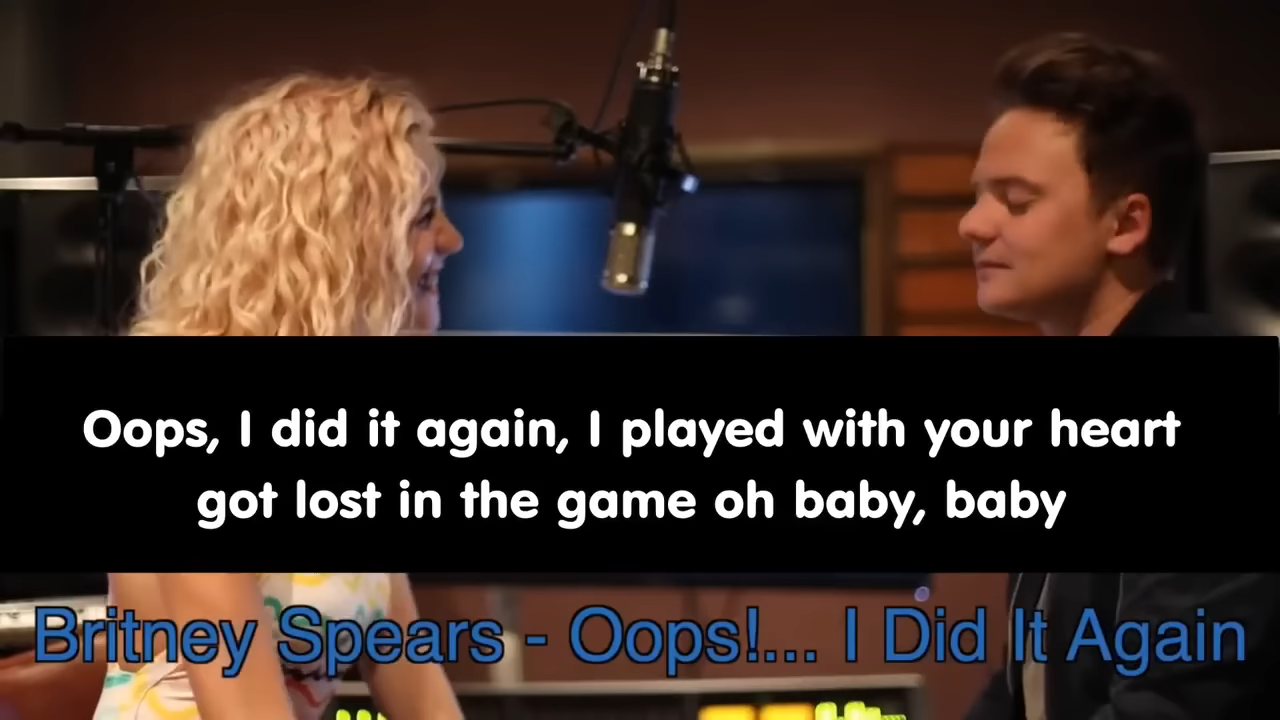 Oops, I did it again, I played with your heart
got lost in the game oh baby, baby
Britney Spears - Oops!... I Did It Again